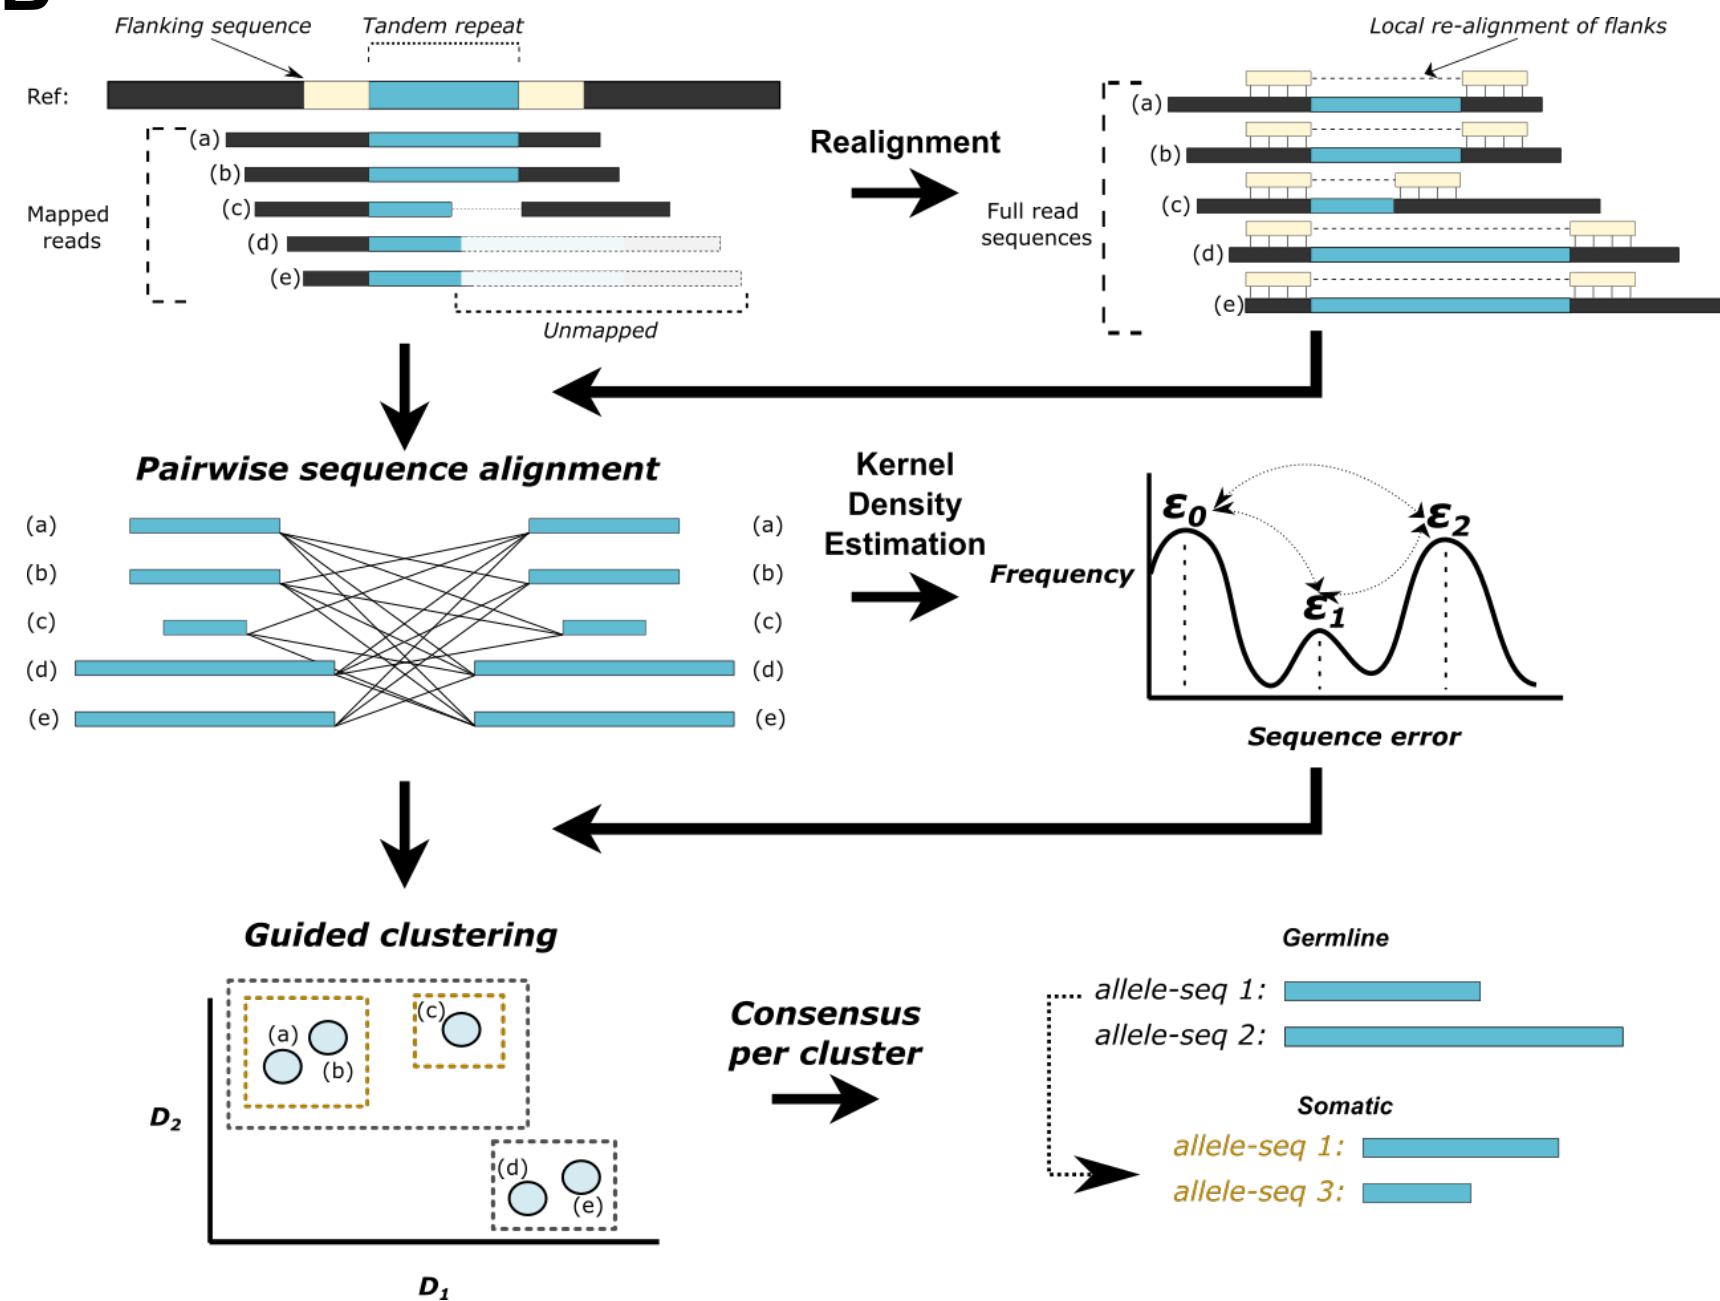 B
Flanking sequence
Tandem repeat
Ref:
Mapped
reads
(a)
(b)
(c)
(d)
(e)
Unmapped
Realignment
Local re-alignment of flanks
Full read
sequences
(a)
(b)
(c)
(d)
(e)
Pairwise sequence alignment
(a)
(b)
(c)
(d)
(e)
(a)
(b)
(c)
(d)
(e)
Kernel
Density
Estimation
Frequency
ε0
ε1
ε2
Sequence error
Guided clustering
(a)
(b)
(c)
(d)
(e)
D2
D1
Consensus
per cluster
Germline
allele-seq 1:
allele-seq 2:
Somatic
allele-seq 1:
allele-seq 3: